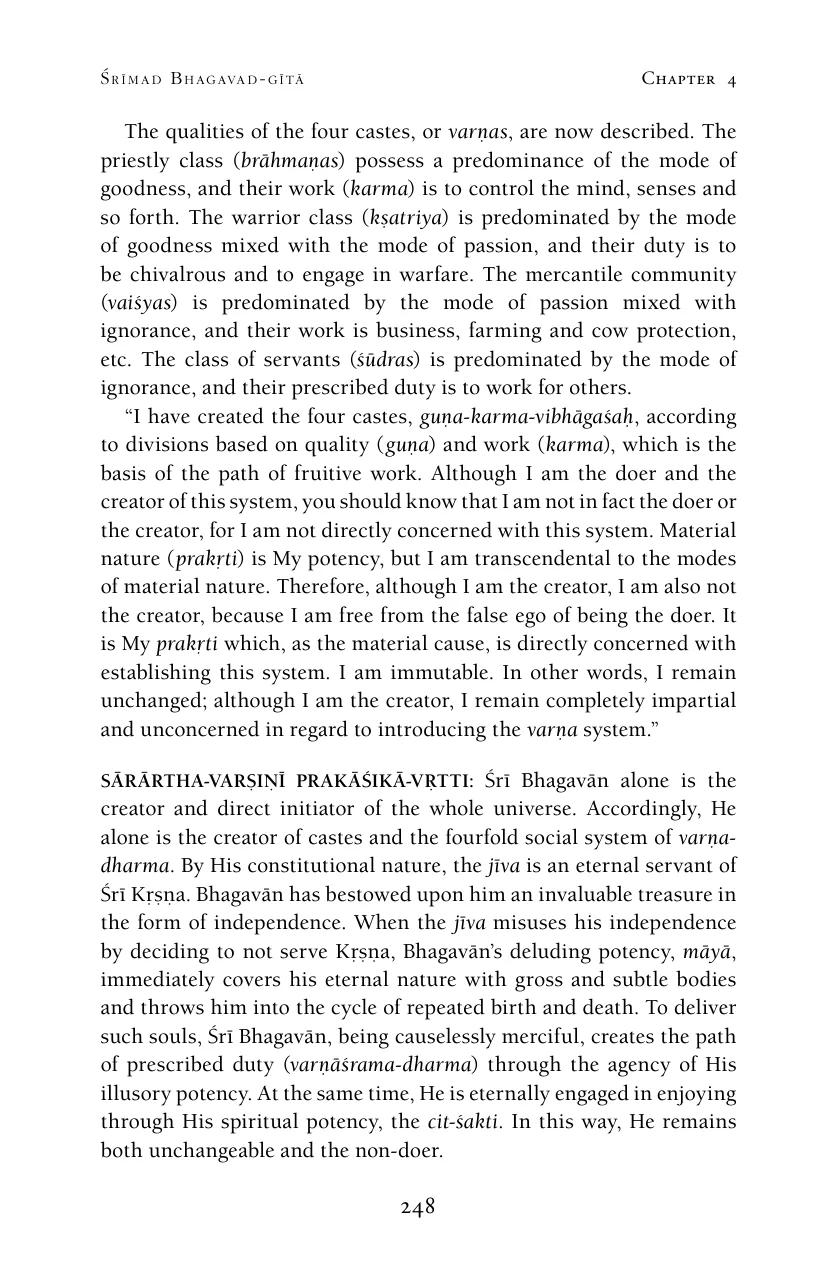 Śrīmad Bhagavad-gītā Chapter 4
The qualities of the four castes, or varṇas, are now described. The
priestly class (brāhmaṇas) possess a predominance of the mode of
goodness, and their work (karma) is to control the mind, senses and
so forth. The warrior class (kṣatriya) is predominated by the mode
of goodness mixed with the mode of passion, and their duty is to
be chivalrous and to engage in warfare. The mercantile community
(vaiśyas) is predominated by the mode of passion mixed with
ignorance, and their work is business, farming and cow protection,
etc. The class of servants (śūdras) is predominated by the mode of
ignorance, and their prescribed duty is to work for others.
“I have created the four castes, guṇa-karma-vibhāgaśaḥ, according
to divisions based on quality (guṇa) and work (karma), which is the
basis of the path of fruitive work. Although I am the doer and the
creator of this system, you should know that I am not in fact the doer or
the creator, for I am not directly concerned with this system. Material
nature (prakṛti) is My potency, but I am transcendental to the modes
of material nature. Therefore, although I am the creator, I am also not
the creator, because I am free from the false ego of being the doer. It
is My prakṛti which, as the material cause, is directly concerned with
establishing this system. I am immutable. In other words, I remain
unchanged; although I am the creator, I remain completely impartial
and unconcerned in regard to introducing the varṇa system.”
SĀRĀRTHA-VARṢIṆĪ PRAKĀŚIKĀ-VṚTTI: Śrī Bhagavān alone is the
creator and direct initiator of the whole universe. Accordingly, He
alone is the creator of castes and the fourfold social system of varṇa-
dharma. By His constitutional nature, the jīva is an eternal servant of
Śrī Kṛṣṇa. Bhagavān has bestowed upon him an invaluable treasure in
the form of independence. When the jīva misuses his independence
by deciding to not serve Kṛṣṇa, Bhagavān’s deluding potency, māyā,
immediately covers his eternal nature with gross and subtle bodies
and throws him into the cycle of repeated birth and death. To deliver
such souls, Śrī Bhagavān, being causelessly merciful, creates the path
of prescribed duty (varṇāśrama-dharma) through the agency of His
illusory potency. At the same time, He is eternally engaged in enjoying
through His spiritual potency, the cit-śakti. In this way, He remains
both unchangeable and the non-doer.
248